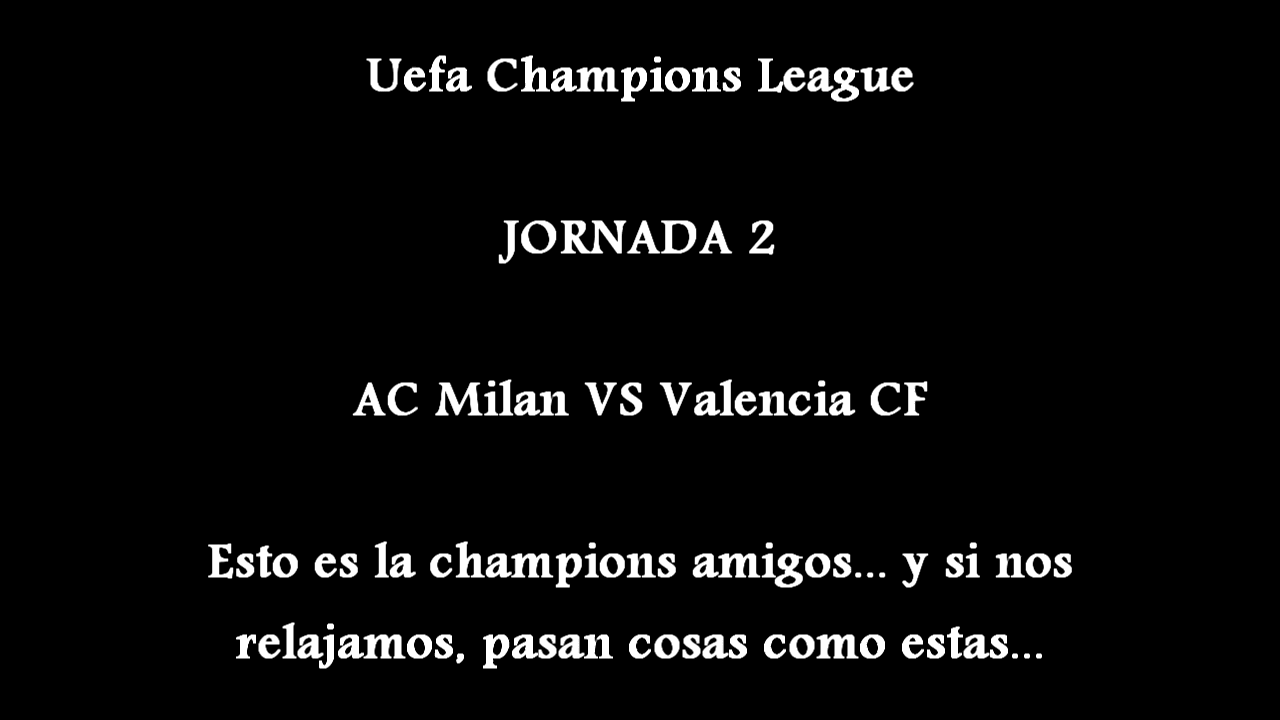 Uefa Champions League
JORNADA 2
AC Milan VS Valencia CF
Esto es la champions amigos... y si nos
relajamos, pasan cosas como estas...